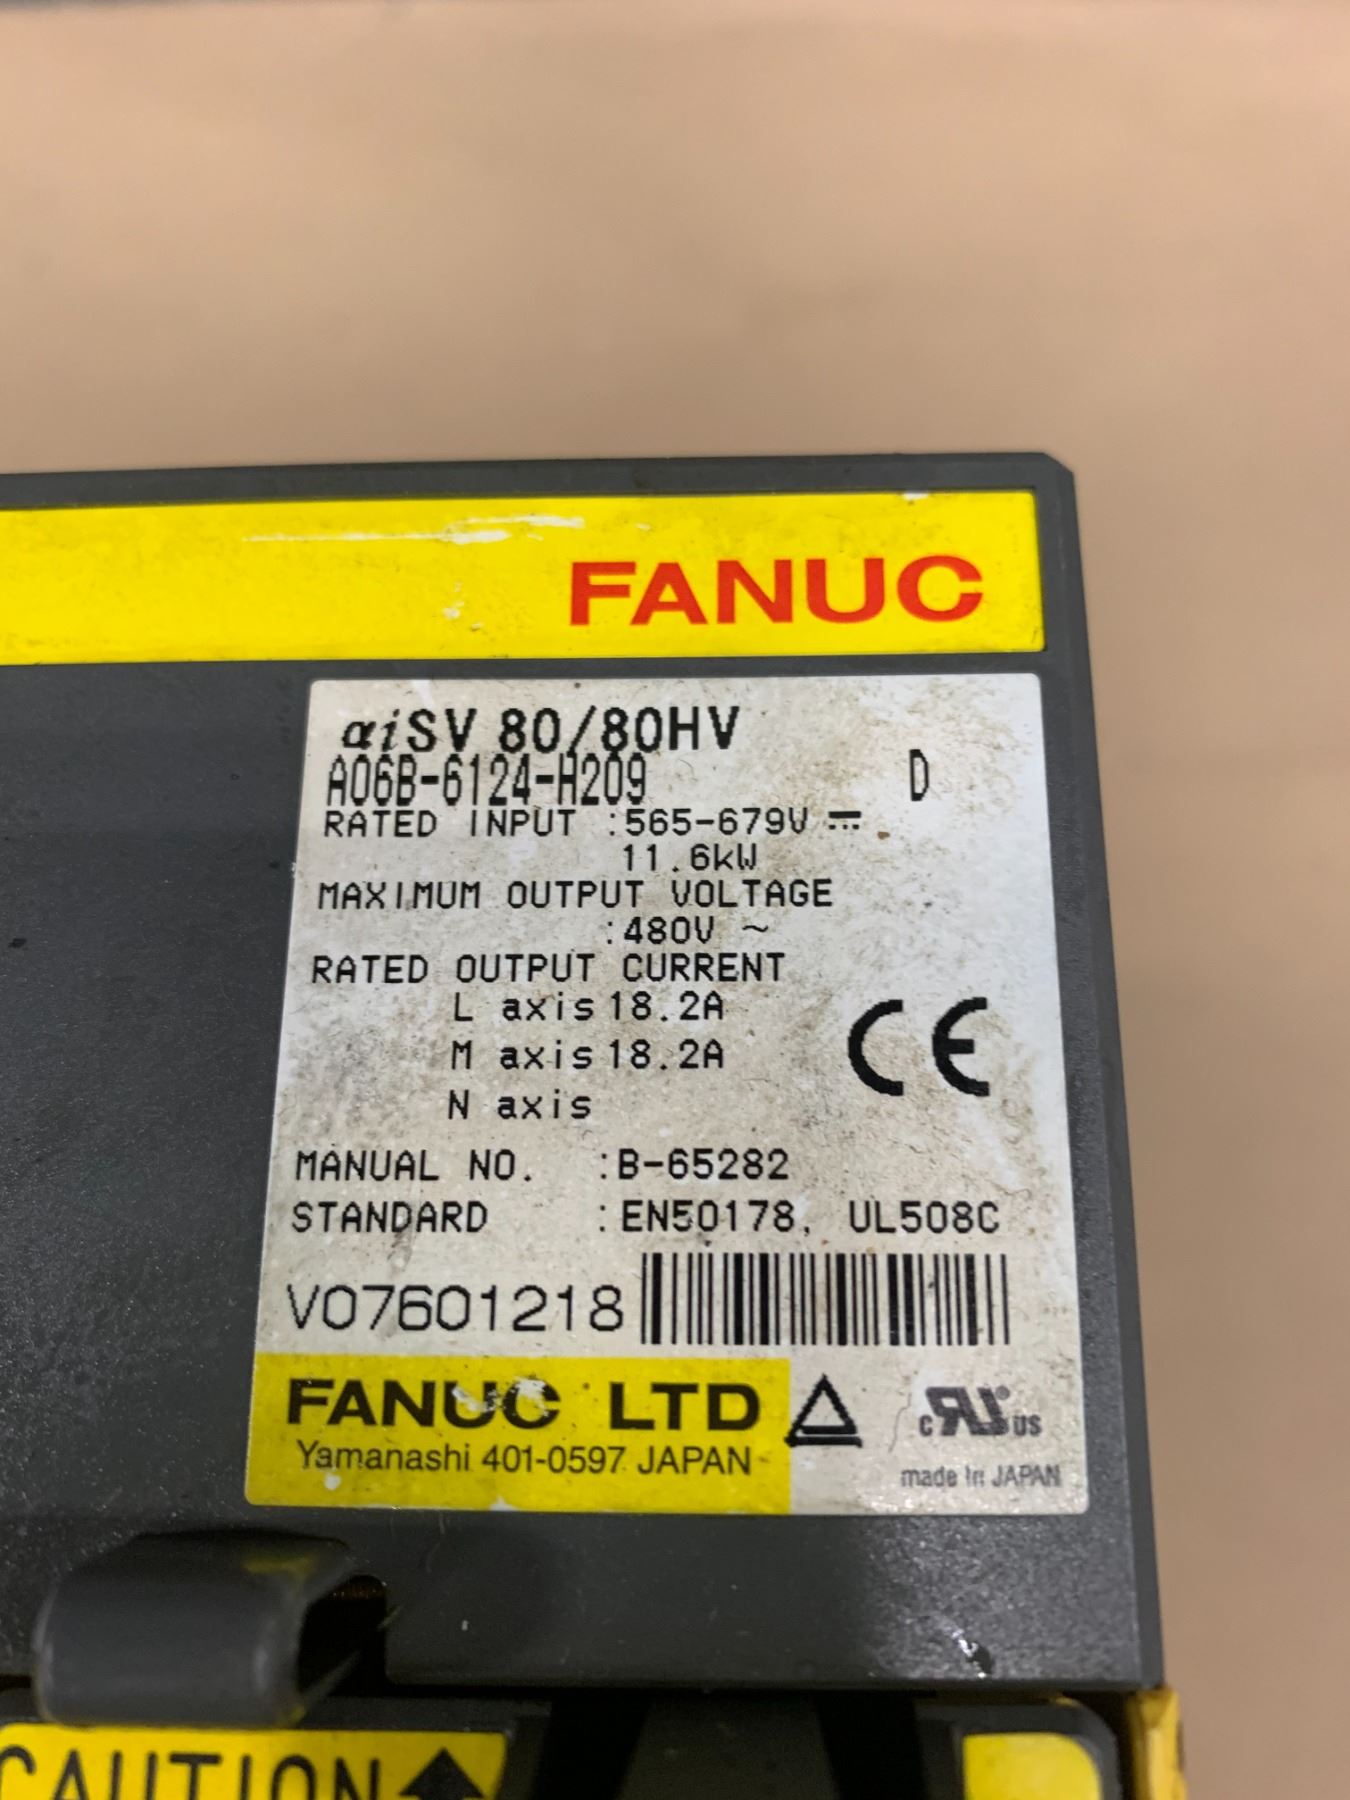 FANUC
αiSV 80/80HV
A06B-6124-H209 D
RATED INPUT :565-679V ⎓
11.6kW
MAXIMUM OUTPUT VOLTAGE
:480V ~
RATED OUTPUT CURRENT
L axis 18.2A
M axis 18.2A
N axis
CE
MANUAL NO. :B-65282
STANDARD :EN50178, UL508C
V07601218
FANUC LTD
Yamanashi 401-0597 JAPAN
c RU US
made in JAPAN
CAUTION